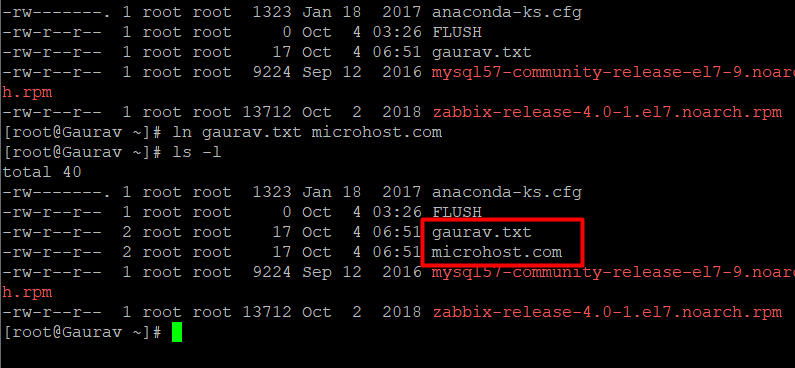 -rw-------. 1 root root  1323 Jan 18  2017 anaconda-ks.cfg
-rw-r--r--  1 root root     0 Oct  4 03:26 FLUSH
-rw-r--r--  1 root root    17 Oct  4 06:51 gaurav.txt
-rw-r--r--  1 root root  9224 Sep 12  2016 mysql57-community-release-el7-9.noarc
h.rpm
-rw-r--r--  1 root root 13712 Oct  2  2018 zabbix-release-4.0-1.el7.noarch.rpm
[root@Gaurav ~]# ln gaurav.txt microhost.com
[root@Gaurav ~]# ls -l
total 40
-rw-------. 1 root root  1323 Jan 18  2017 anaconda-ks.cfg
-rw-r--r--  1 root root     0 Oct  4 03:26 FLUSH
-rw-r--r--  2 root root    17 Oct  4 06:51 gaurav.txt
-rw-r--r--  2 root root    17 Oct  4 06:51 microhost.com
-rw-r--r--  1 root root  9224 Sep 12  2016 mysql57-community-release-el7-9.noarc
h.rpm
-rw-r--r--  1 root root 13712 Oct  2  2018 zabbix-release-4.0-1.el7.noarch.rpm
[root@Gaurav ~]#